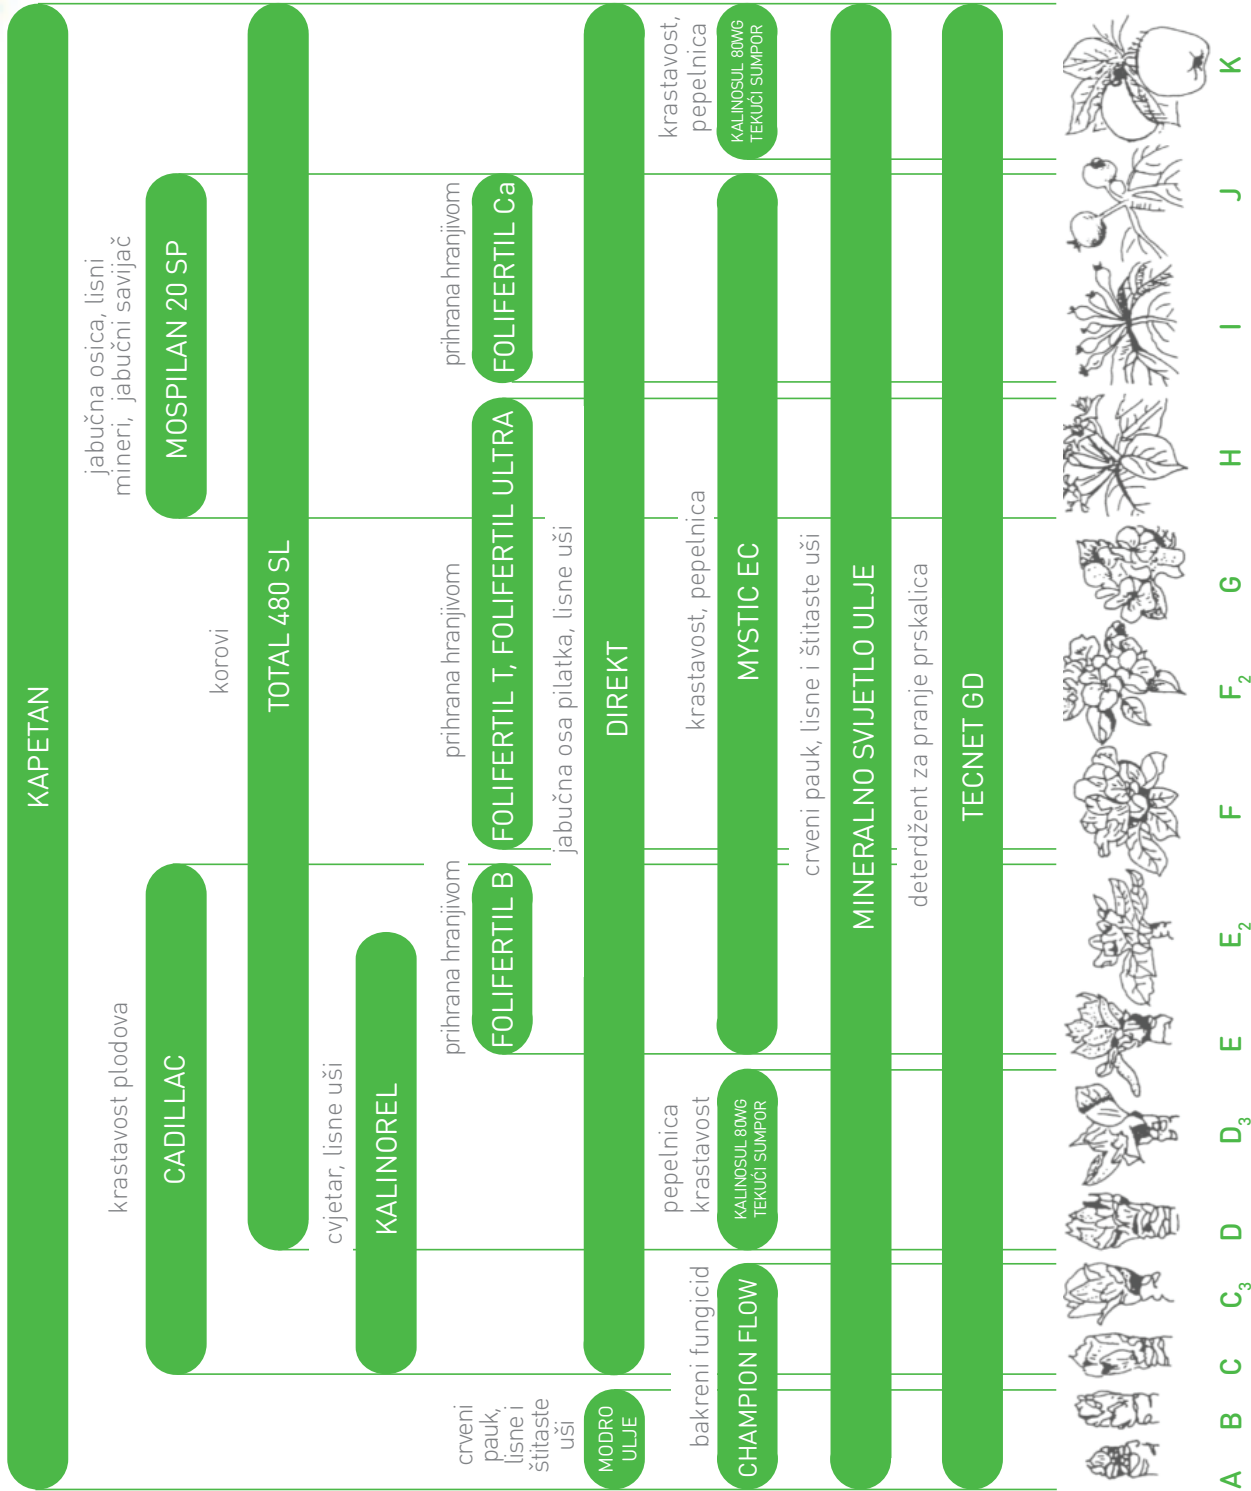 KAPETAN
jabučna osica, lisni
mineri, jabučni savijač
MOSPILAN 20 SP
krastavost plodova
CADILLAC
korovi
TOTAL 480 SL
cvjetar, lisne uši
KALINOREL
prihrana hranjivom
FOLIFERTIL B
prihrana hranjivom
FOLIFERTIL T, FOLIFERTIL ULTRA
prihrana hranjivom
FOLIFERTIL Ca
crveni
pauk,
lisne i
štitaste
uši
MODRO
ULJE
jabučna osa pilatka, lisne uši
DIREKT
bakreni fungicid
CHAMPION FLOW
pepelnica
krastavost
KALINOSUL 80WG
TEKUĆI SUMPOR
krastavost, pepelnica
MYSTIC EC
krastavost,
pepelnica
KALINOSUL 80WG
TEKUĆI SUMPOR
crveni pauk, lisne i štitaste uši
MINERALNO SVIJETLO ULJE
deterdžent za pranje prskalica
TECNET GD
A B C C3 D D3 E E2 F F2 G H I J K